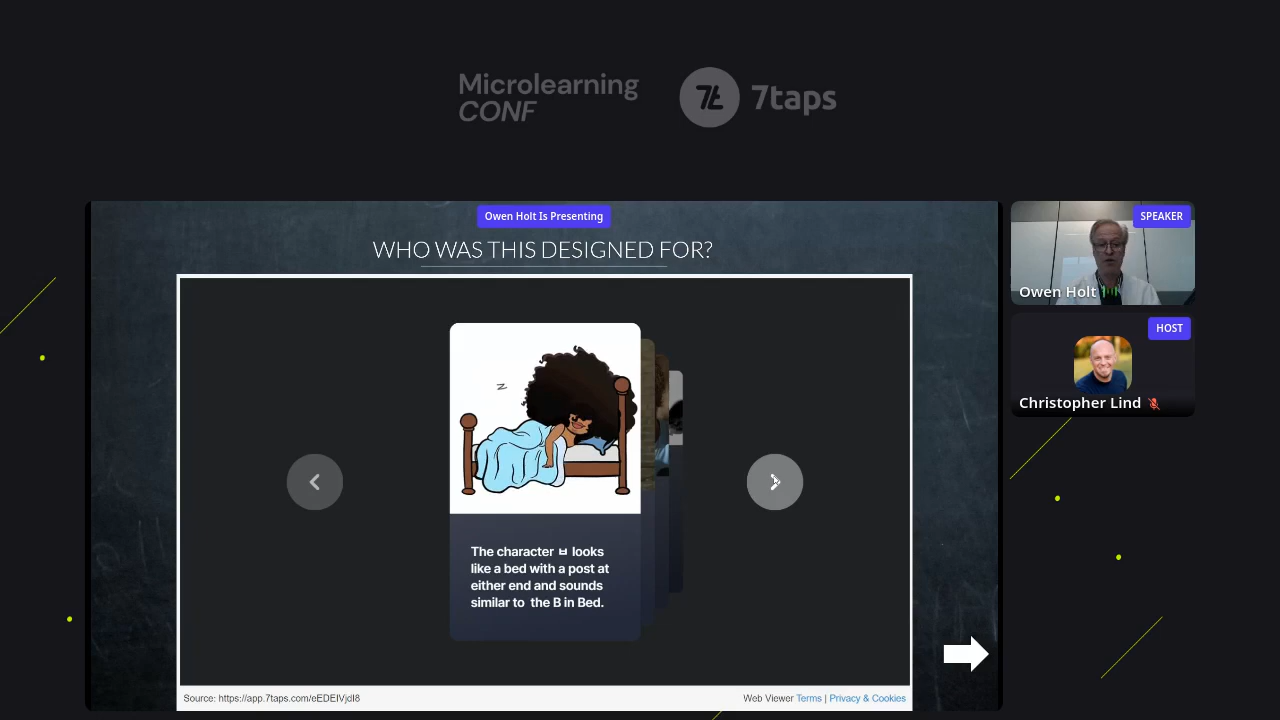 Microlearning
CONF
7taps
Owen Holt Is Presenting
WHO WAS THIS DESIGNED FOR?
z
The character ㅂ looks
like a bed with a post at
either end and sounds
similar to the B in Bed.
Source: https://app.7taps.com/eEDEIVjdI8
Web Viewer Terms | Privacy & Cookies
SPEAKER
Owen Holt
HOST
Christopher Lind